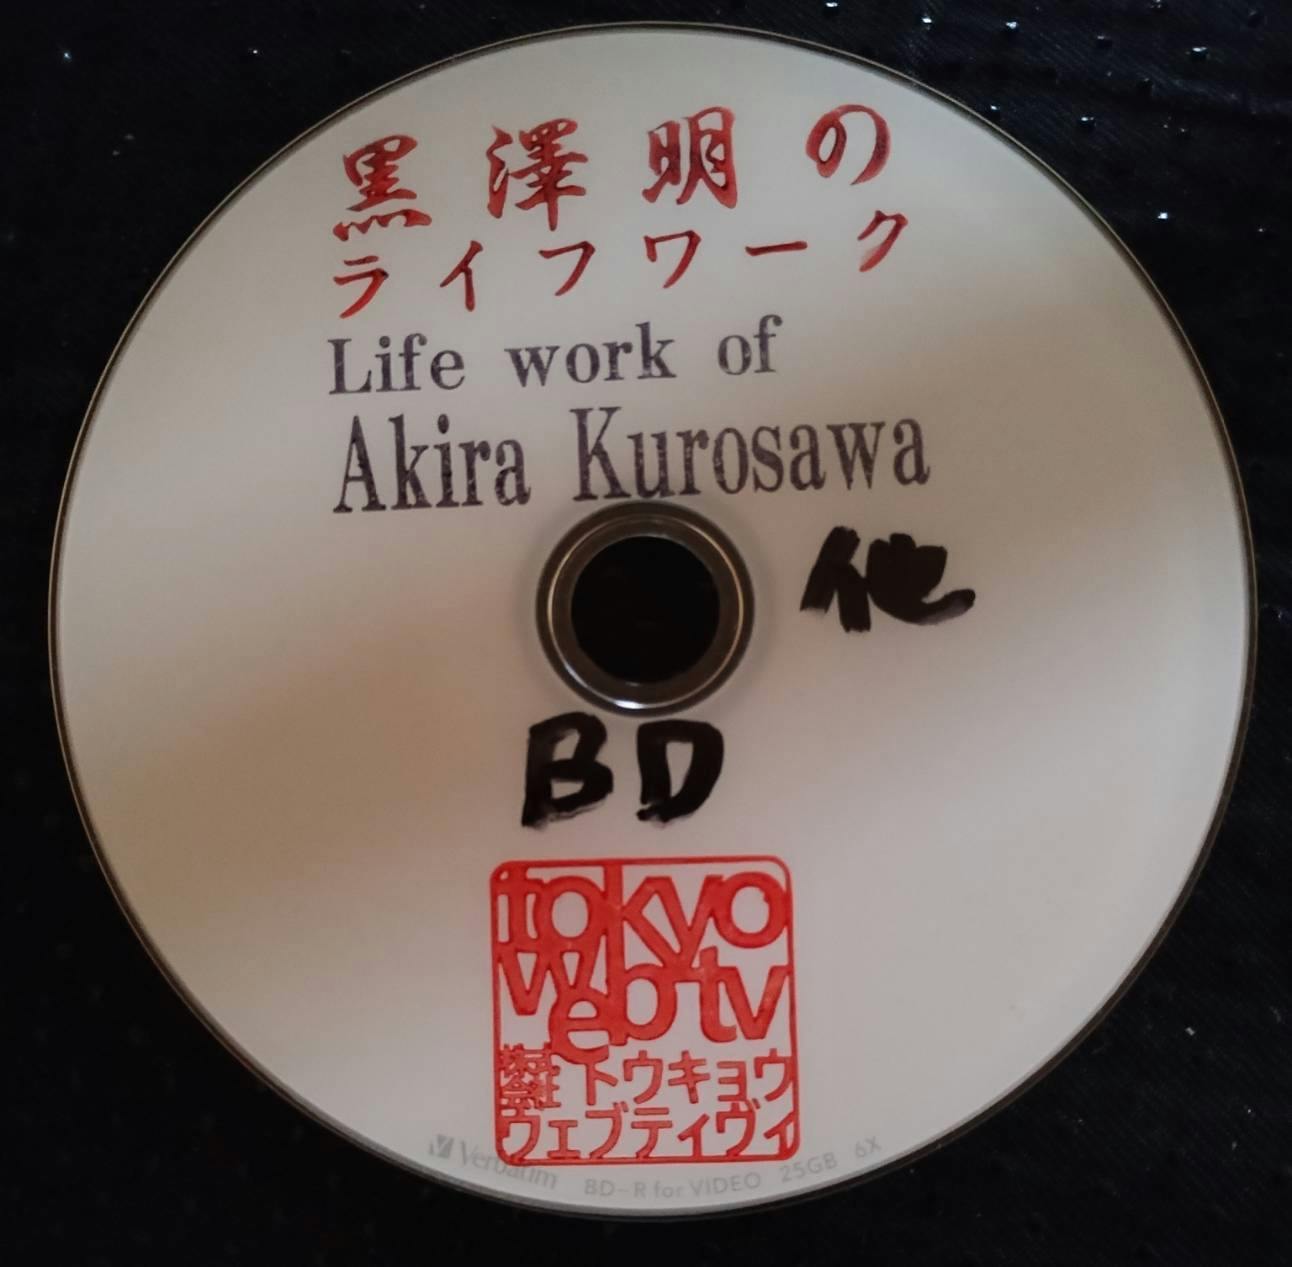 黒澤明の
ライフワーク
Life work of
Akira Kurosawa
他
BD
tokyo
web-tv
株式会社 トウキョウ
ウェブティヴィ
Verbatim BD-R for VIDEO 25GB 6X